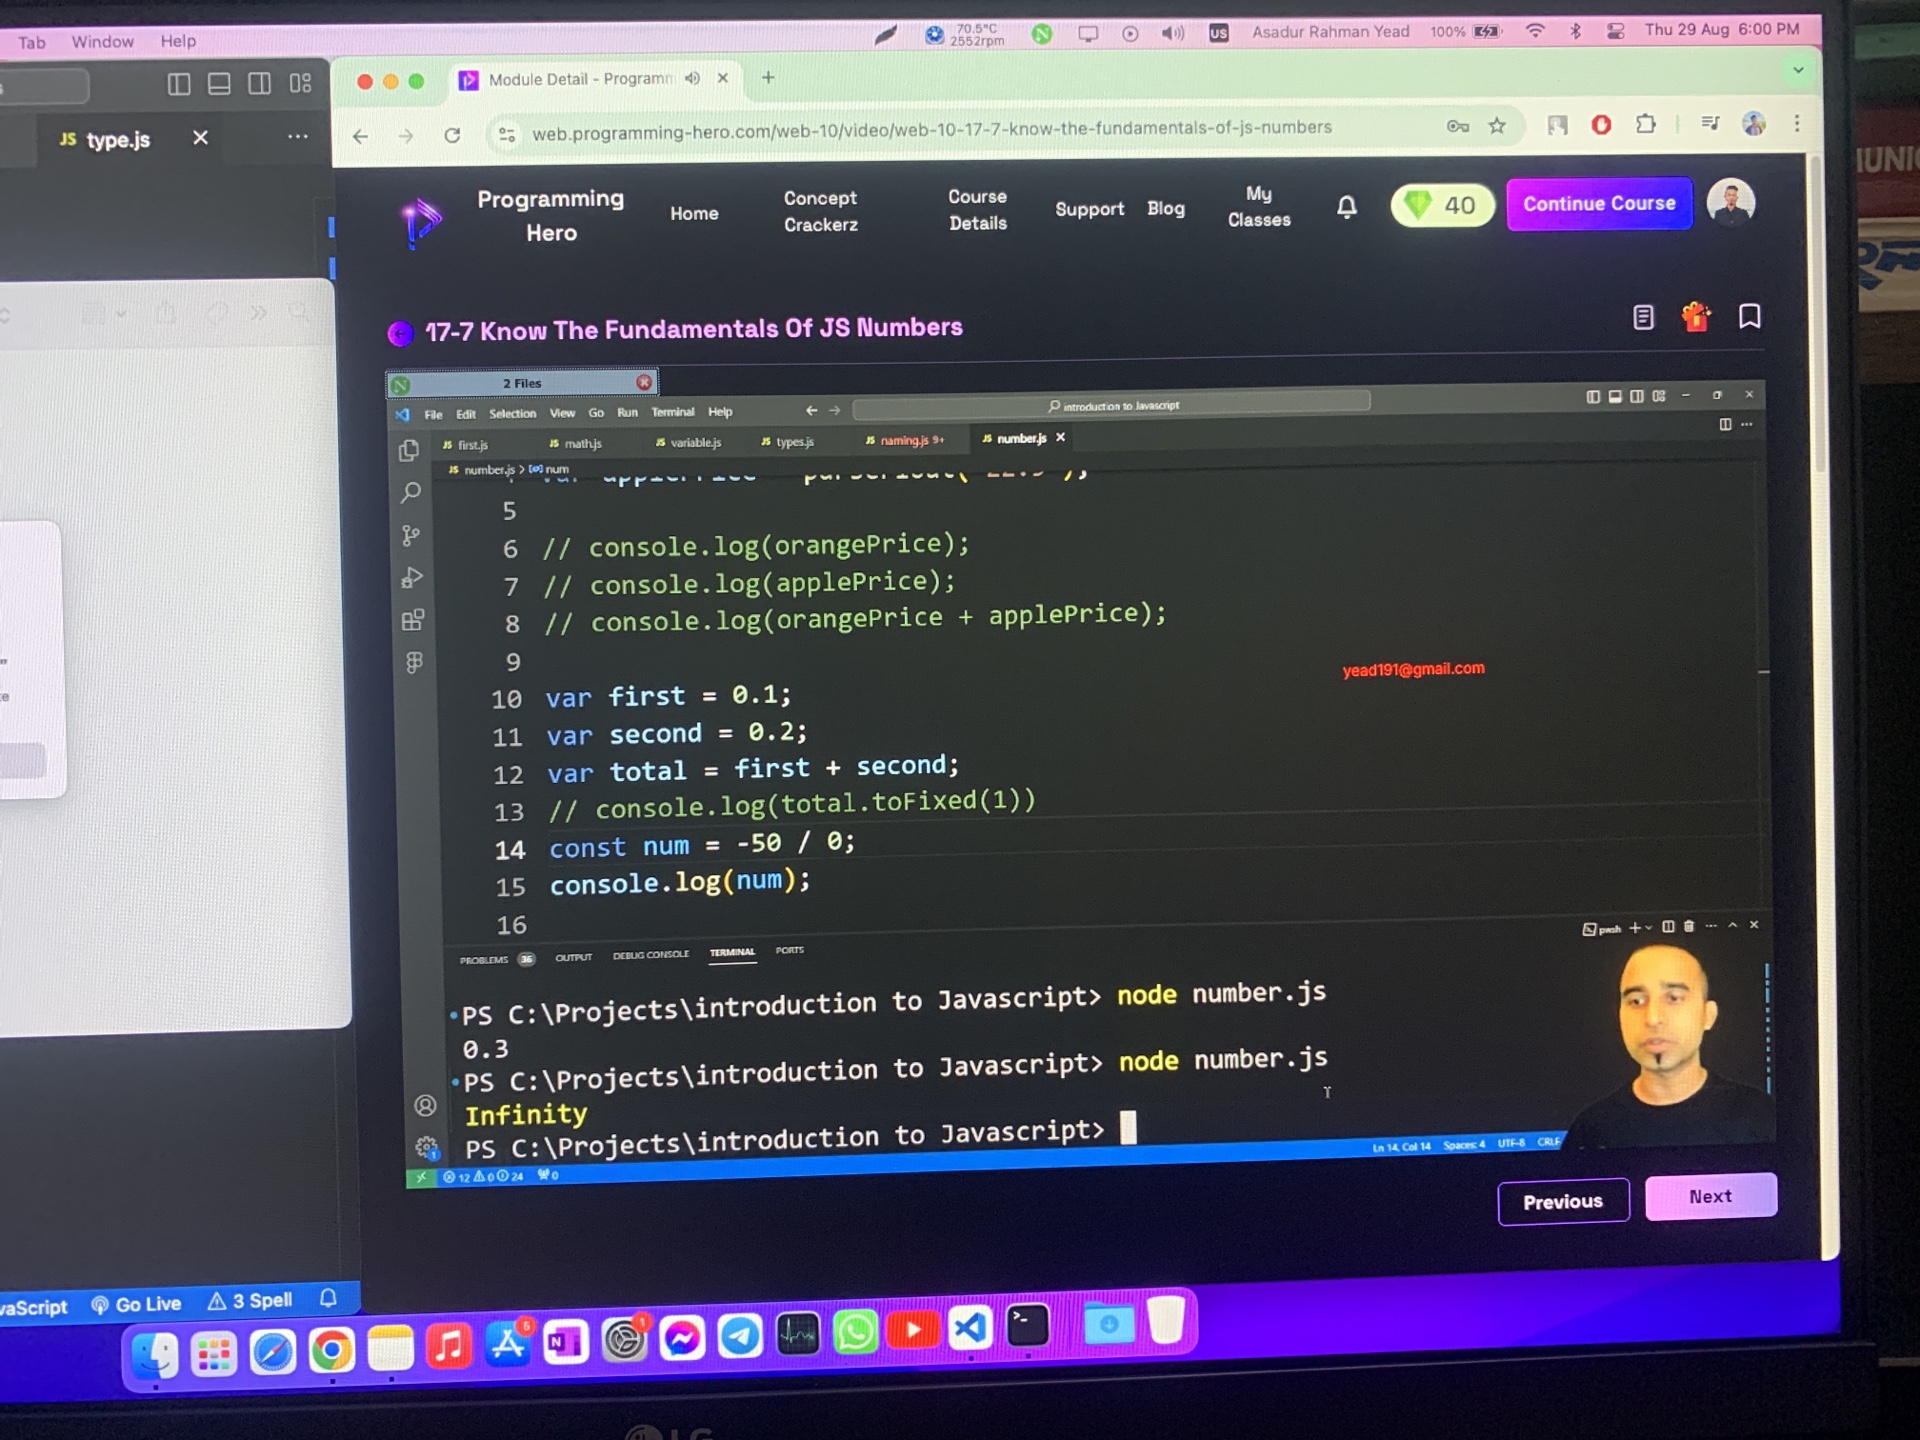 Tab Window Help
70.5°C
2552rpm
US Asadur Rahman Yead 100% Thu 29 Aug 6:00 PM
JS type.js
Module Detail - Programm
web.programming-hero.com/web-10/video/web-10-17-7-know-the-fundamentals-of-js-numbers
Programming Hero
Home
Concept Crackerz
Course Details
Support
Blog
My Classes
40
Continue Course
17-7 Know The Fundamentals Of JS Numbers
2 Files
File Edit Selection View Go Run Terminal Help
introduction to Javascript
JS first.js JS math.js JS variable.js JS types.js JS naming.js 9+ JS number.js
JS number.js > num
5
6 // console.log(orangePrice);
7 // console.log(applePrice);
8 // console.log(orangePrice + applePrice);
9
yead191@gmail.com
10 var first = 0.1;
11 var second = 0.2;
12 var total = first + second;
13 // console.log(total.toFixed(1))
14 const num = -50 / 0;
15 console.log(num);
16
PROBLEMS 36 OUTPUT DEBUG CONSOLE TERMINAL PORTS
pwsh
PS C:\Projects\introduction to Javascript> node number.js
0.3
PS C:\Projects\introduction to Javascript> node number.js
Infinity
PS C:\Projects\introduction to Javascript>
12 0 24 0
Ln 14, Col 14 Spaces: 4 UTF-8 CRLF
Previous
Next
vaScript Go Live 3 Spell
LG